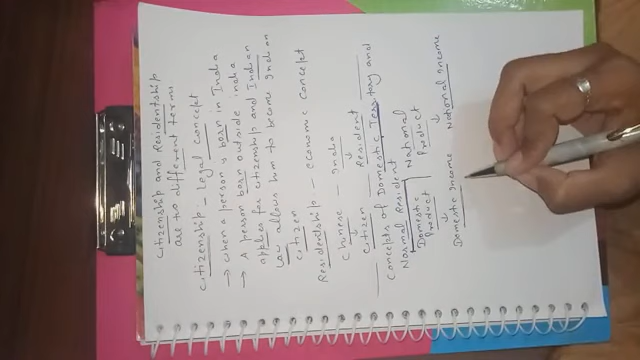 Citizenship and Residentship
are two different terms
Citizenship - Legal concept
→ When a person is born in India
→ A person born outside india
applies for citizenship and Indian
Law allows him to becomes Indian
citizen
Residentship - economic concept
Chinese - India
↓ ↓
Citizen Resident
Concepts of Domestic Territory and
Normal Resident
Domestic National
Product Product
↓ ↓
Domestic Income National Income